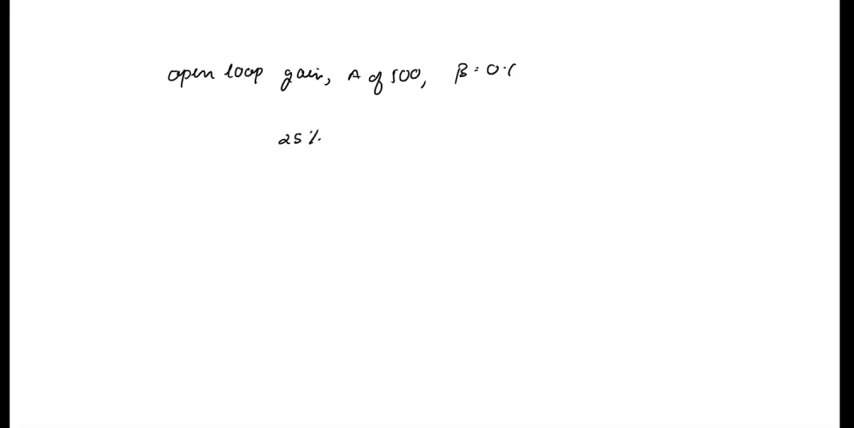 open loop gain, A of 500, β = 0.1
25%